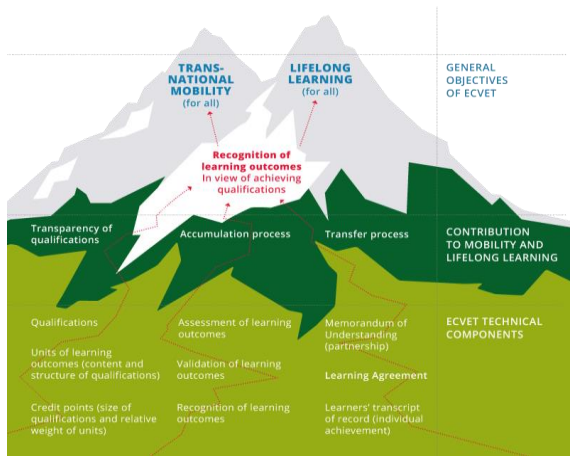 TRANS-
NATIONAL
MOBILITY
(for all)
LIFELONG
LEARNING
(for all)
GENERAL
OBJECTIVES
OF ECVET
Recognition of
learning outcomes
In view of achieving
qualifications
Transparency of
qualifications
Accumulation process
Transfer process
CONTRIBUTION
TO MOBILITY AND
LIFELONG LEARNING
Qualifications
Units of learning
outcomes (content and
structure of qualifications)
Credit points (size of
qualifications and relative
weight of units)
Assessment of learning
outcomes
Validation of learning
outcomes
Recognition of learning
outcomes
Memorandum of
Understanding
(partnership)
Learning Agreement
Learners' transcript
of record (individual
achievement)
ECVET TECHNICAL
COMPONENTS